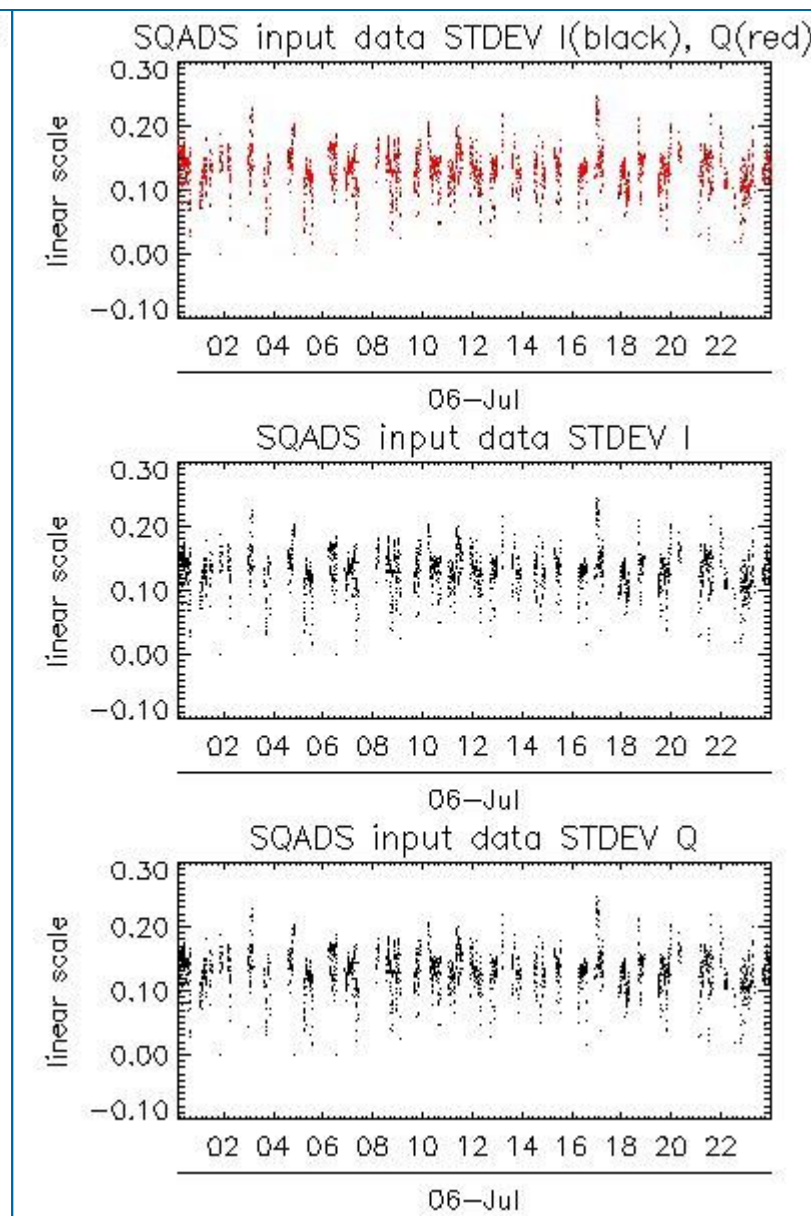 SQADS input data STDEV I(black), Q(red)
0.30
0.20
0.10
0.00
-0.10
linear scale
02 04 06 08 10 12 14 16 18 20 22
06-Jul
SQADS input data STDEV I
0.30
0.20
0.10
0.00
-0.10
linear scale
02 04 06 08 10 12 14 16 18 20 22
06-Jul
SQADS input data STDEV Q
0.30
0.20
0.10
0.00
-0.10
linear scale
02 04 06 08 10 12 14 16 18 20 22
06-Jul